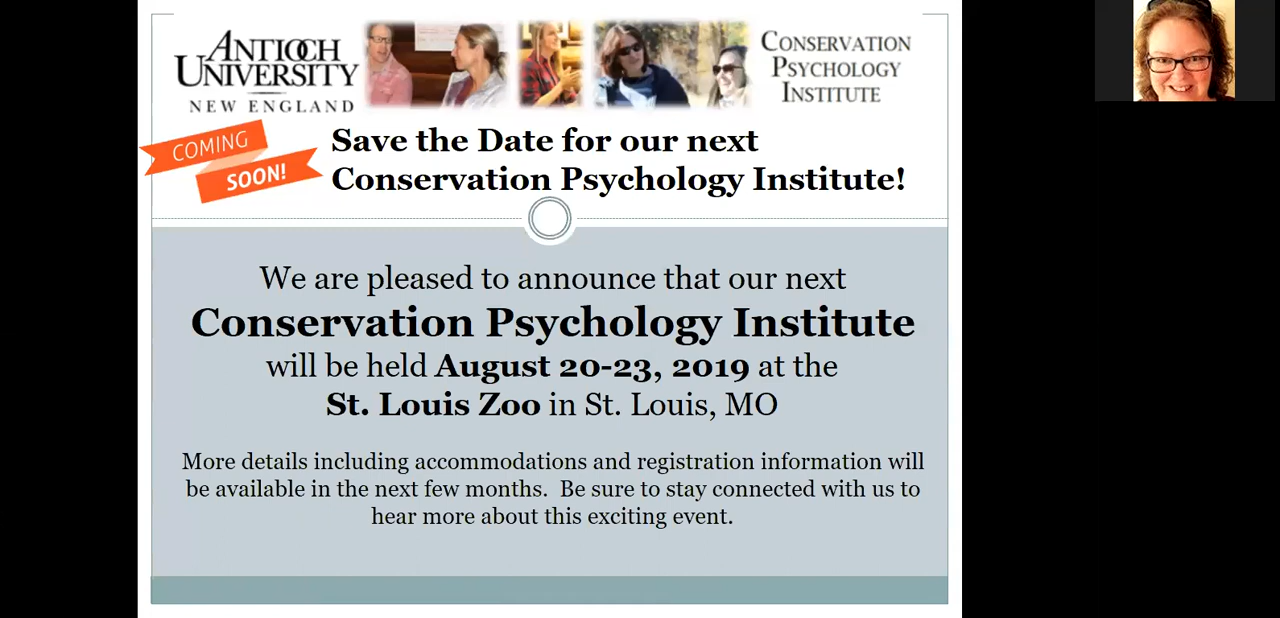 ANTIOCH
UNIVERSITY
NEW ENGLAND
CONSERVATION
PSYCHOLOGY
INSTITUTE
COMING
SOON!
Save the Date for our next
Conservation Psychology Institute!
We are pleased to announce that our next
Conservation Psychology Institute
will be held August 20-23, 2019 at the
St. Louis Zoo in St. Louis, MO
More details including accommodations and registration information will
be available in the next few months.  Be sure to stay connected with us to
hear more about this exciting event.